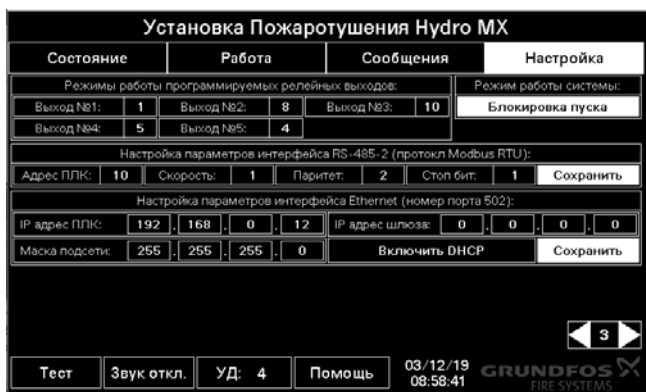 Установка Пожаротушения Hydro MX
Состояние Работа Сообщения Настройка
Режимы работы программируемых релейных выходов: Режим работы системы:
Выход №1: 1 Выход №2: 8 Выход №3: 10 Блокировка пуска
Выход №4: 5 Выход №5: 4
Настройка параметров интерфейса RS-485-2 (протокл Modbus RTU):
Адрес ПЛК: 10 Скорость: 1 Паритет: 2 Стоп бит: 1 Сохранить
Настройка параметров интерфейса Ethernet (номер порта 502):
IP адрес ПЛК: 192 . 168 . 0 . 12 IP адрес шлюза: 0 . 0 . 0 . 0
Маска подсети: 255 . 255 . 255 . 0 Включить DHCP Сохранить
3
Тест Звук откл. УД: 4 Помощь 03/12/19 GRUNDFOS
08:58:41 FIRE SYSTEMS